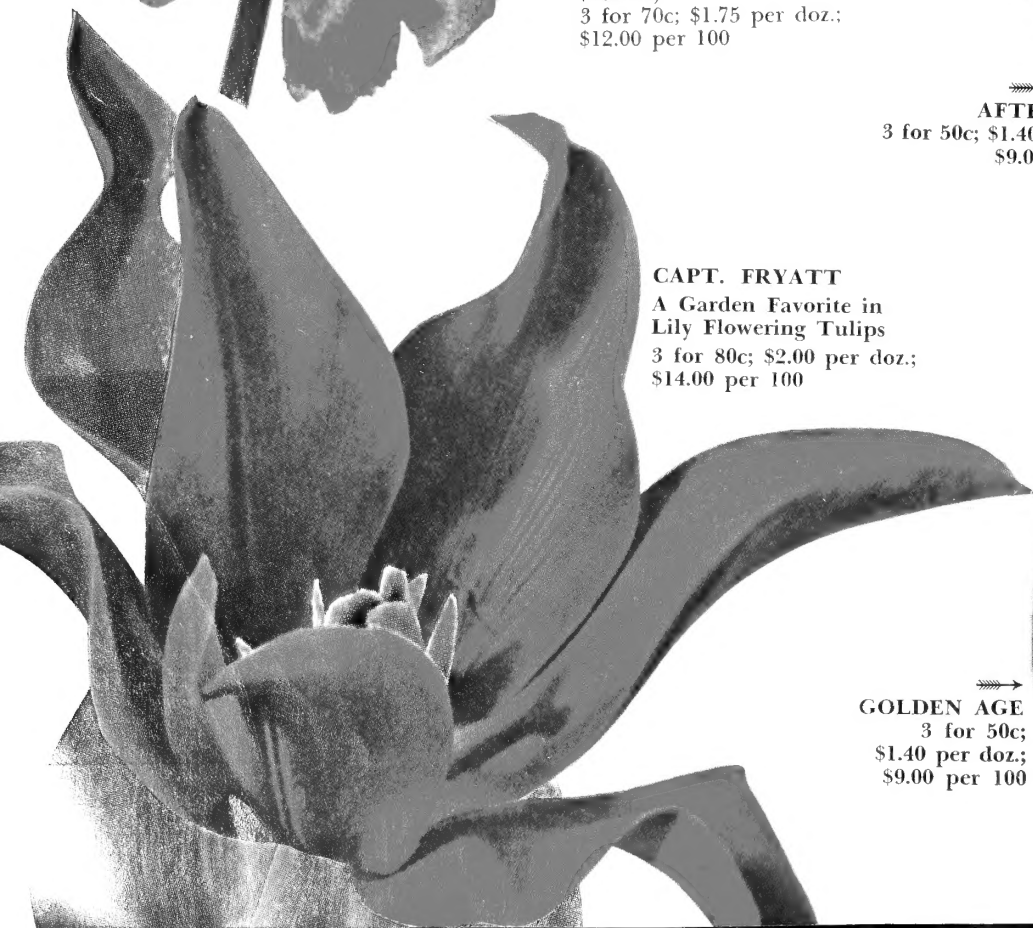 3 for 70c; $1.75 per doz.;
$12.00 per 100
3 for 50c;
CAPT. FRYATT
A Garden Favorite in
Lily Flowering Tulips
3 for 80c; $2.00 per doz.;
$14.00 per 100
GOLDEN AGE
3 for 50c;
$1.40 per doz.;
$9.00 per 100